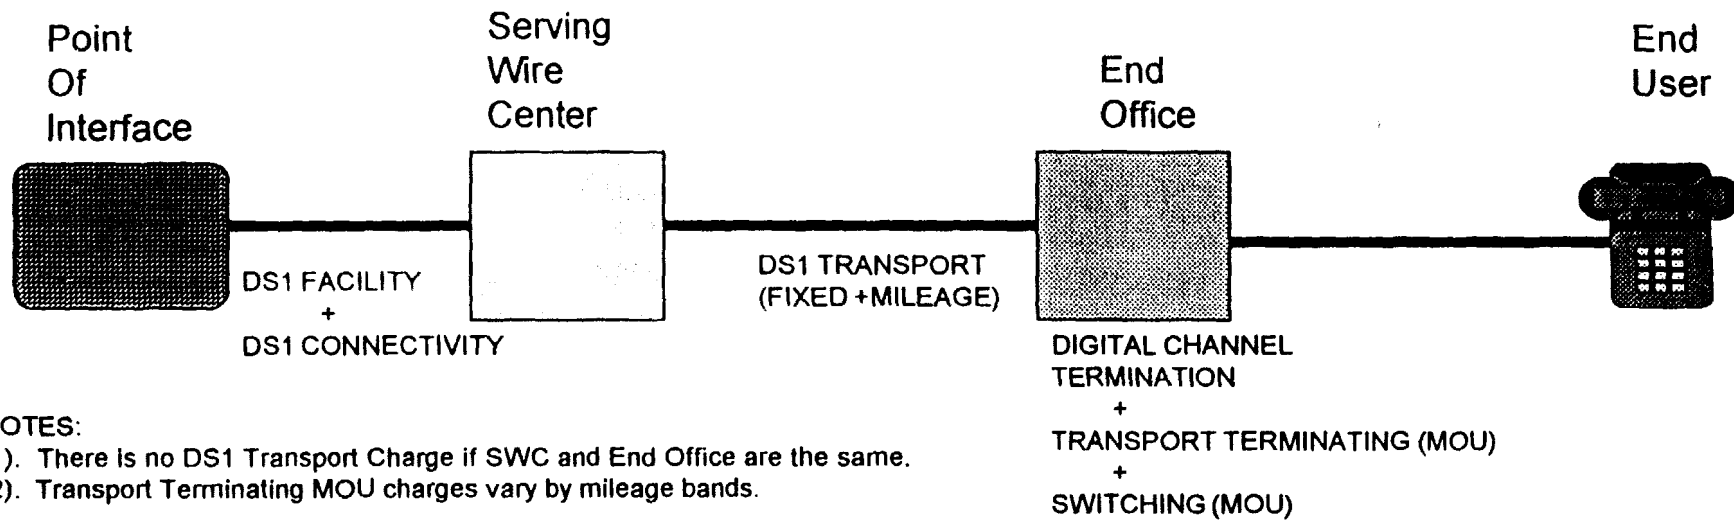 Point
Of
Interface
Serving
Wire
Center
End
Office
End
User
DS1 FACILITY
+
DS1 CONNECTIVITY
DS1 TRANSPORT
(FIXED +MILEAGE)
DIGITAL CHANNEL
TERMINATION
+
TRANSPORT TERMINATING (MOU)
+
SWITCHING (MOU)
OTES:
). There is no DS1 Transport Charge if SWC and End Office are the same.
2). Transport Terminating MOU charges vary by mileage bands.